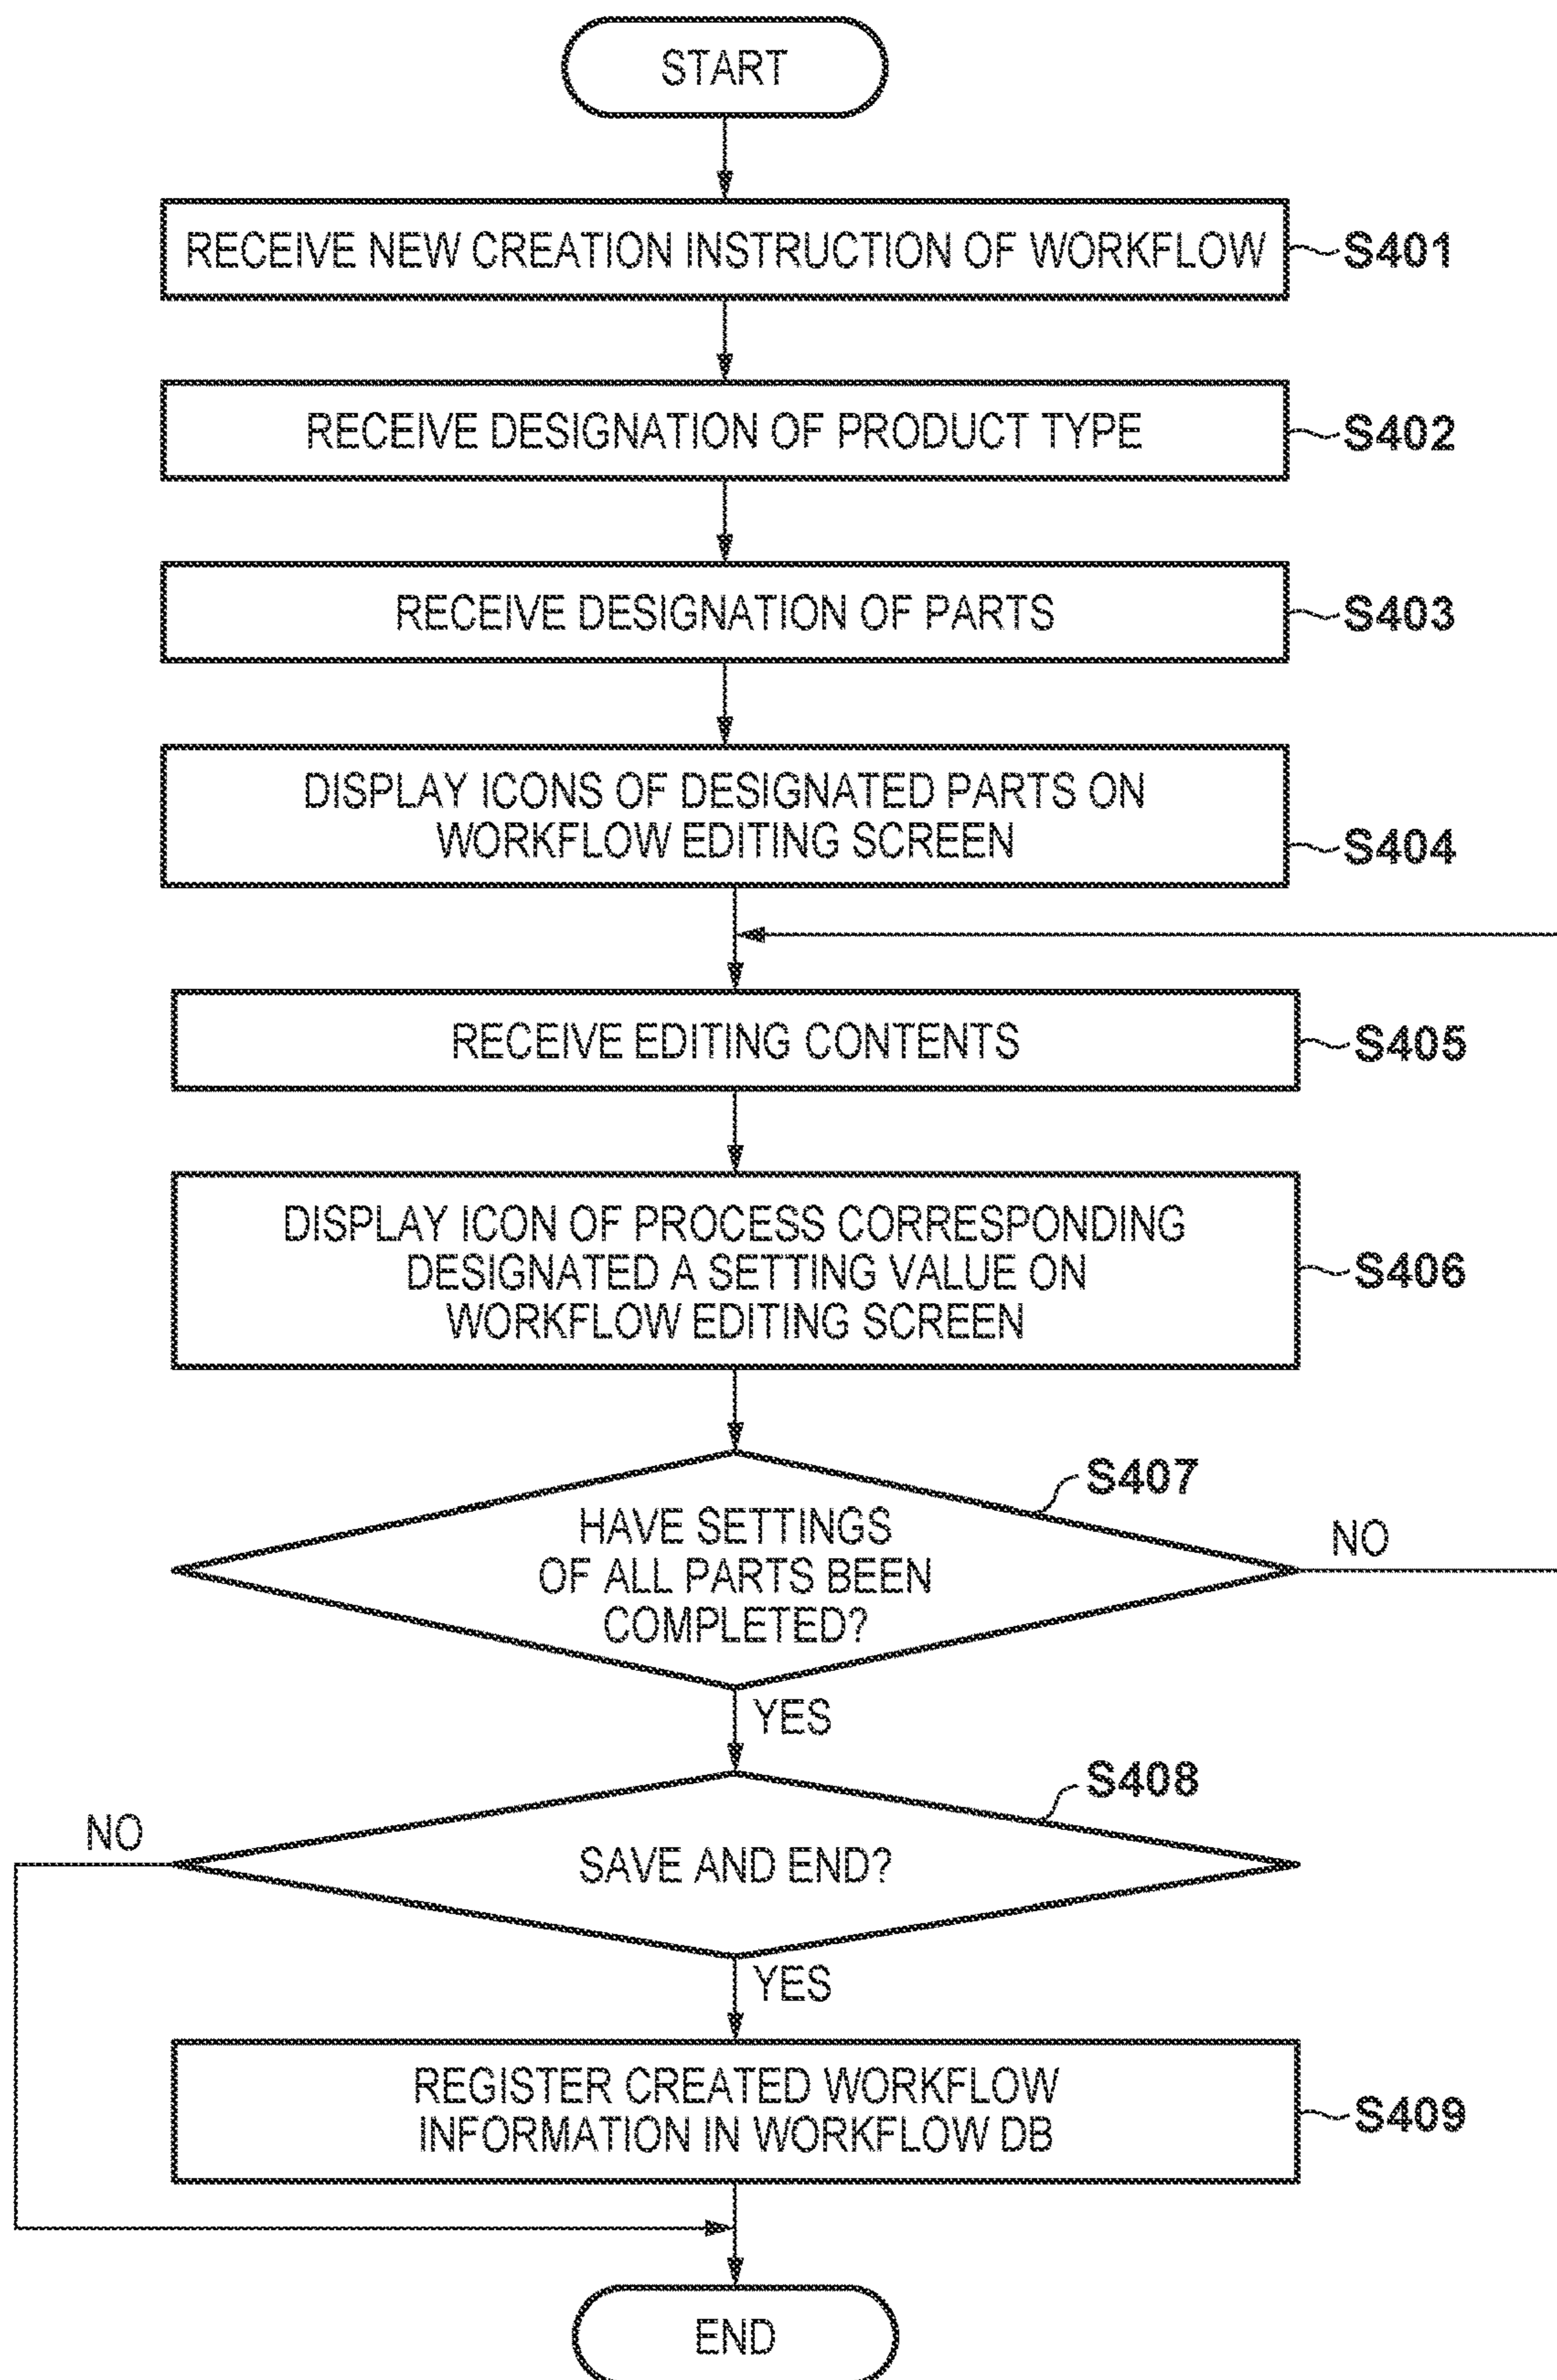 START
RECEIVE NEW CREATION INSTRUCTION OF WORKFLOW
S401
RECEIVE DESIGNATION OF PRODUCT TYPE
S402
RECEIVE DESIGNATION OF PARTS
S403
DISPLAY ICONS OF DESIGNATED PARTS ON
WORKFLOW EDITING SCREEN
S404
RECEIVE EDITING CONTENTS
S405
DISPLAY ICON OF PROCESS CORRESPONDING
DESIGNATED A SETTING VALUE ON
WORKFLOW EDITING SCREEN
S406
S407
HAVE SETTINGS
OF ALL PARTS BEEN
COMPLETED?
NO
YES
S408
NO
SAVE AND END?
YES
REGISTER CREATED WORKFLOW
INFORMATION IN WORKFLOW DB
S409
END